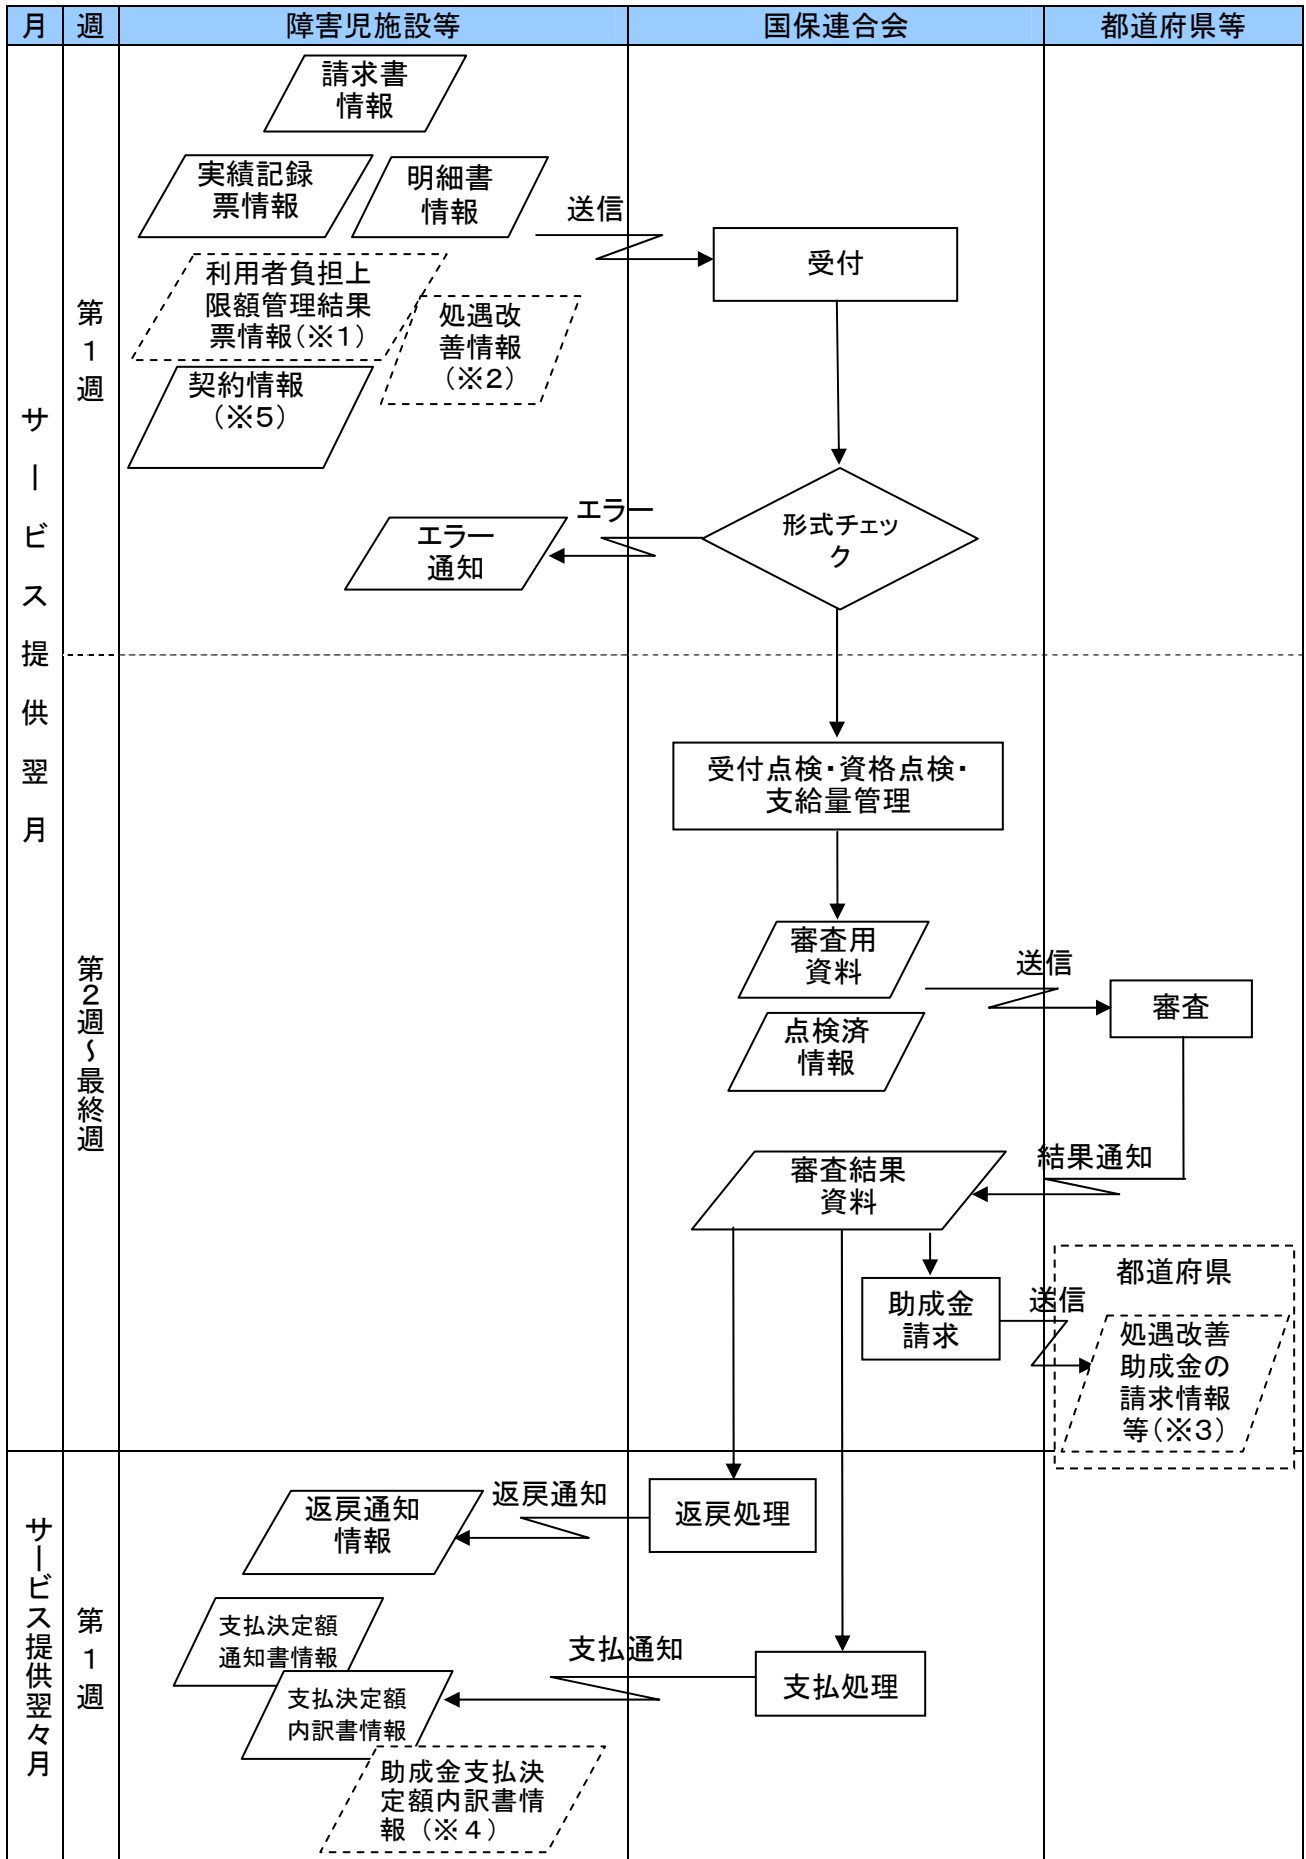 月
週
障害児施設等
国保連合会
都道府県等
サービス提供翌月
第1週
請求書
情報
実績記録
票情報
明細書
情報
送信
受付
利用者負担上
限額管理結果
票情報（※1）
処遇改
善情報
（※2）
契約情報
（※5）
エラー
エラー
通知
形式チェッ
ク
第2週～最終週
受付点検・資格点検・
支給量管理
審査用
資料
送信
審査
点検済
情報
結果通知
審査結果
資料
助成金
請求
送信
都道府県
処遇改善
助成金の
請求情報
等（※3）
サービス提供翌々月
第1週
返戻通知
情報
返戻通知
返戻処理
支払決定額
通知書情報
支払通知
支払処理
支払決定額
内訳書情報
助成金支払決
定額内訳書情
報（※４）